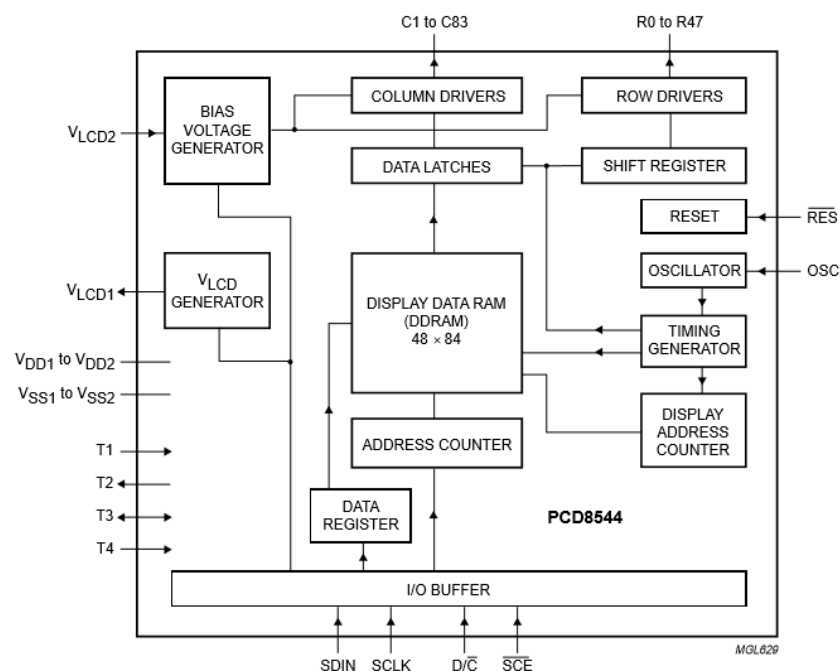 C1 to C83
R0 to R47
BIAS
VOLTAGE
GENERATOR
COLUMN DRIVERS
ROW DRIVERS
VLCD2
DATA LATCHES
SHIFT REGISTER
RESET
R̅E̅S̅
VLCD
GENERATOR
VLCD1
OSCILLATOR
OSC
DISPLAY DATA RAM
(DDRAM)
48 × 84
TIMING
GENERATOR
VDD1 to VDD2
VSS1 to VSS2
DISPLAY
ADDRESS
COUNTER
ADDRESS COUNTER
T1
T2
T3
T4
DATA
REGISTER
PCD8544
I/O BUFFER
SDIN
SCLK
D/C̅
S̅C̅E̅
MGL629